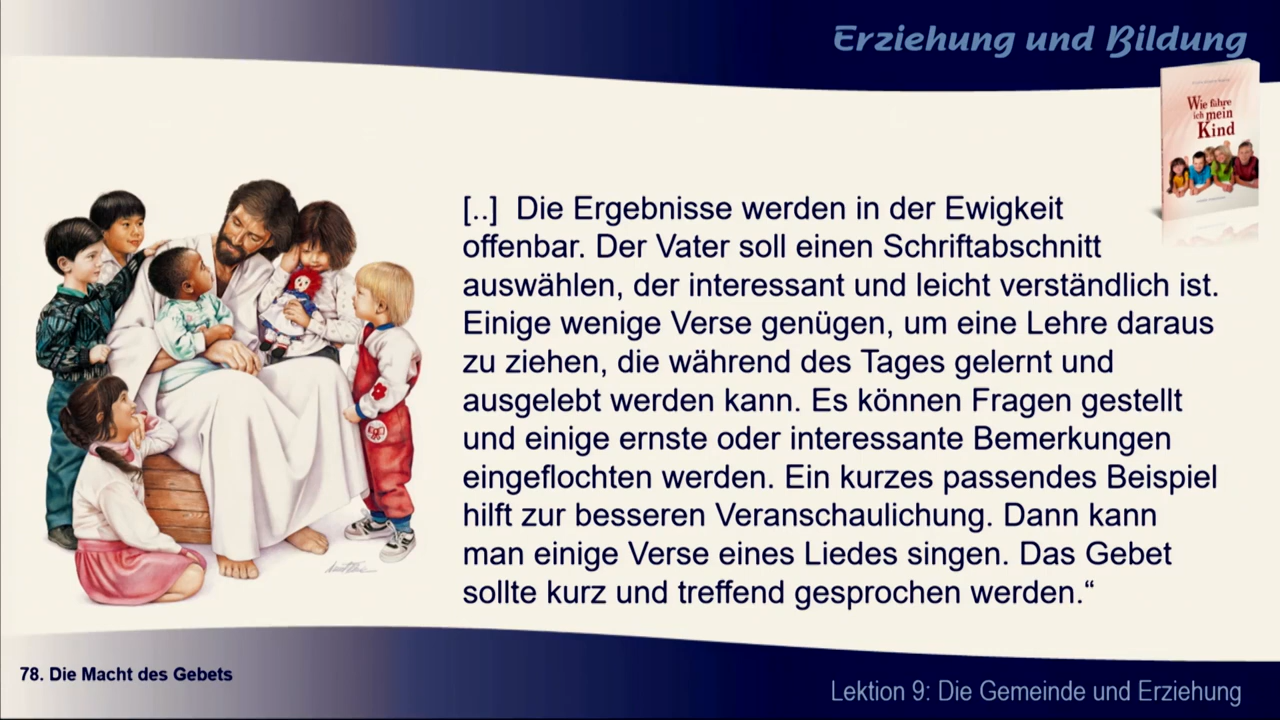 Erziehung und Bildung
Wie führe
ich mein
Kind
[..] Die Ergebnisse werden in der Ewigkeit
offenbar. Der Vater soll einen Schriftabschnitt
auswählen, der interessant und leicht verständlich ist.
Einige wenige Verse genügen, um eine Lehre daraus
zu ziehen, die während des Tages gelernt und
ausgelebt werden kann. Es können Fragen gestellt
und einige ernste oder interessante Bemerkungen
eingeflochten werden. Ein kurzes passendes Beispiel
hilft zur besseren Veranschaulichung. Dann kann
man einige Verse eines Liedes singen. Das Gebet
sollte kurz und treffend gesprochen werden.“
78. Die Macht des Gebets
Lektion 9: Die Gemeinde und Erziehung